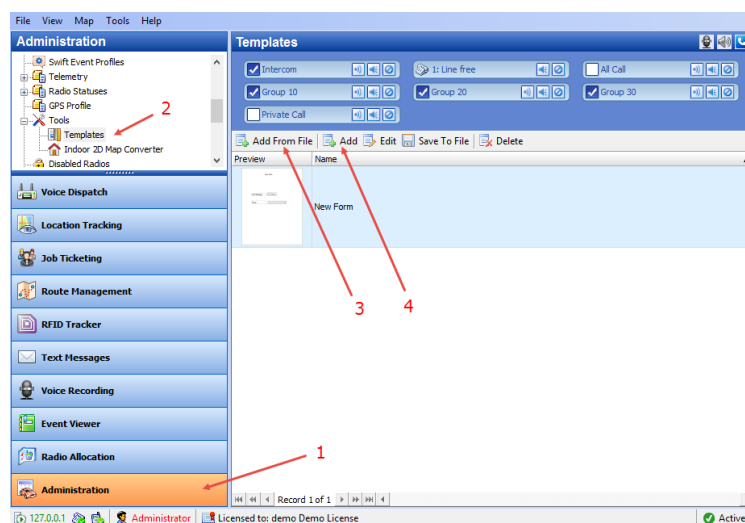 File View Map Tools Help
Administration
Templates
Swift Event Profiles
Telemetry
Radio Statuses
GPS Profile
Tools
Templates
Indoor 2D Map Converter
Disabled Radios
2
Intercom
1: Line free
All Call
Group 10
Group 20
Group 30
Private Call
Add From File Add Edit Save To File Delete
Preview Name
New Form
Voice Dispatch
Location Tracking
Job Ticketing
Route Management
RFID Tracker
Text Messages
Voice Recording
Event Viewer
Radio Allocation
Administration
3
4
1
Record 1 of 1
127.0.0.1 Administrator Licensed to: demo Demo License Active